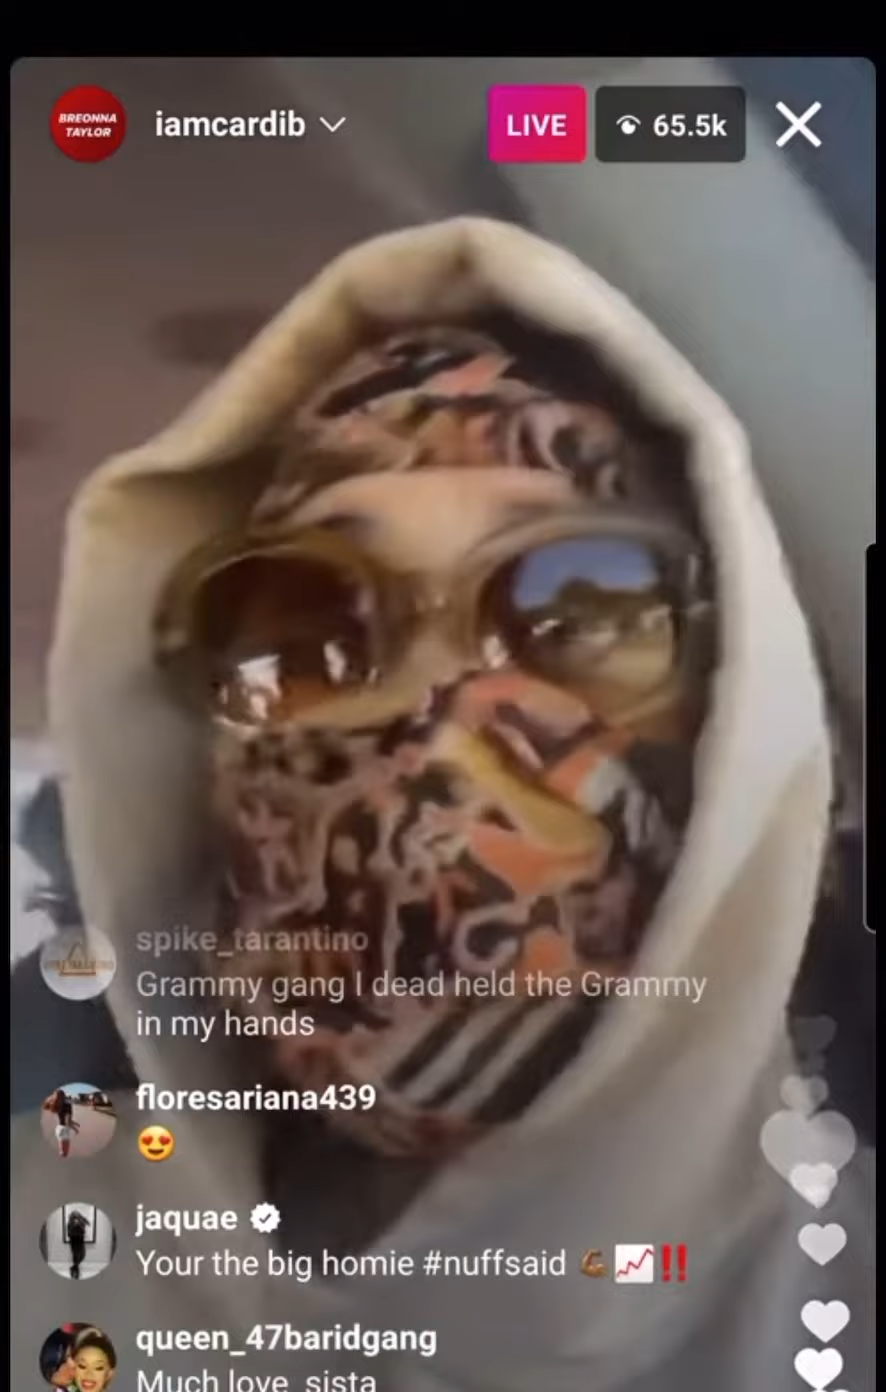 BREONNA
TAYLOR
iamcardib
LIVE
65.5k
spike_tarantino
Grammy gang I dead held the Grammy
in my hands
floresariana439
😍
jaquae
Your the big homie #nuffsaid 💪🏾📈‼️
queen_47baridgang
Much love sista